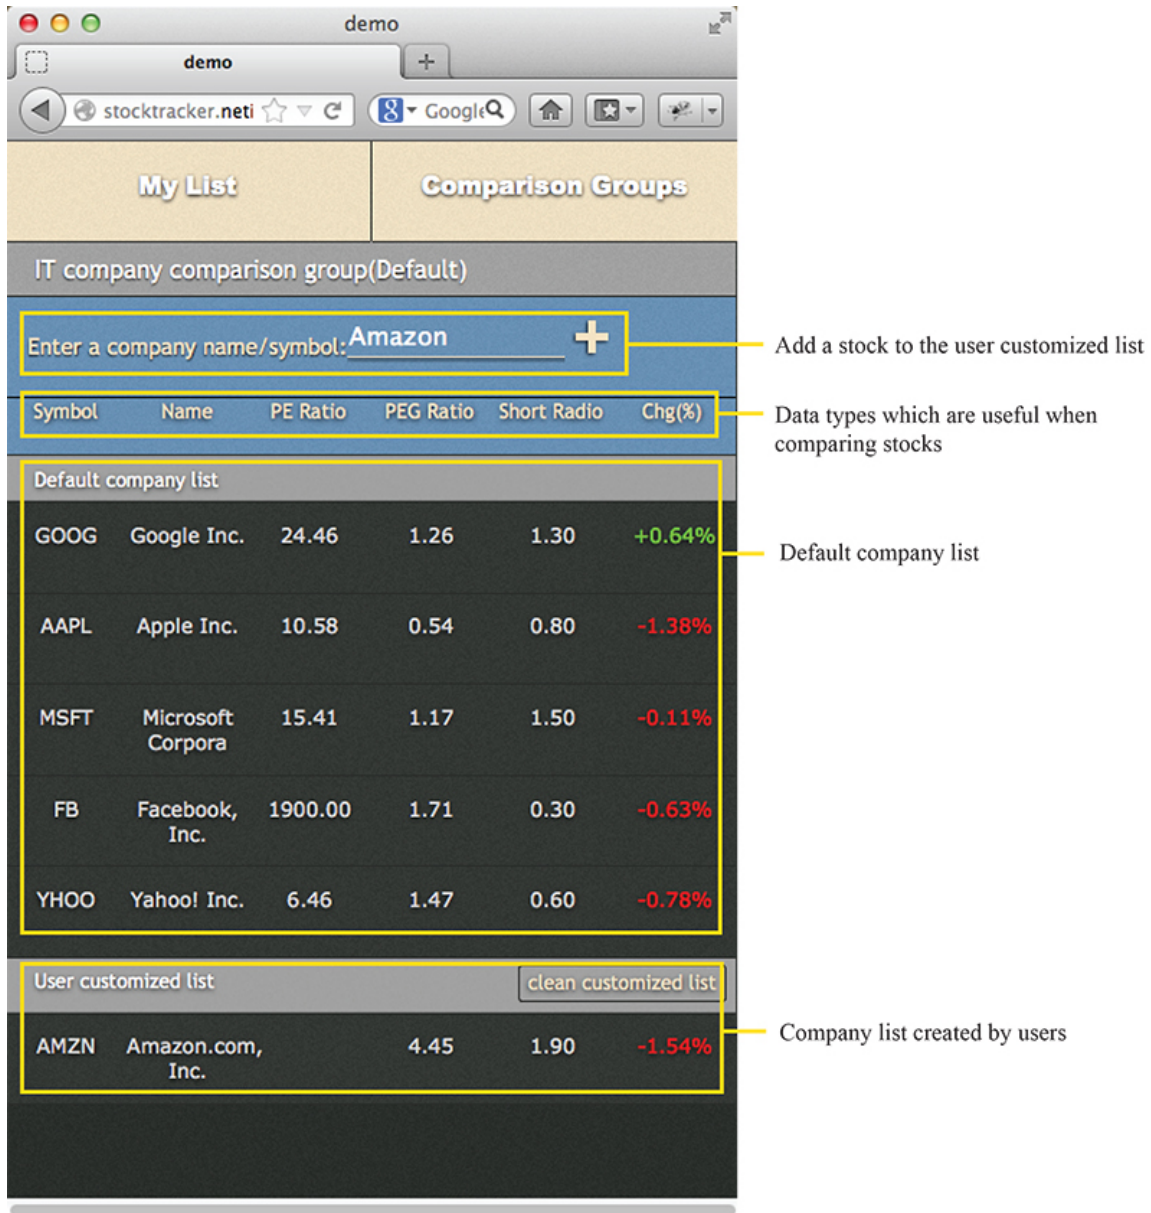 demo
demo
stocktracker.neti
Google
My List
Comparison Groups
IT company comparison group(Default)
Enter a company name/symbol: Amazon
Add a stock to the user customized list
Symbol Name PE Ratio PEG Ratio Short Radio Chg(%)
Data types which are useful when
comparing stocks
Default company list
GOOG Google Inc. 24.46 1.26 1.30 +0.64%
Default company list
AAPL Apple Inc. 10.58 0.54 0.80 -1.38%
MSFT Microsoft 15.41 1.17 1.50 -0.11%
Corpora
FB Facebook, 1900.00 1.71 0.30 -0.63%
Inc.
YHOO Yahoo! Inc. 6.46 1.47 0.60 -0.78%
User customized list clean customized list
AMZN Amazon.com, 4.45 1.90 -1.54%
Inc.
Company list created by users